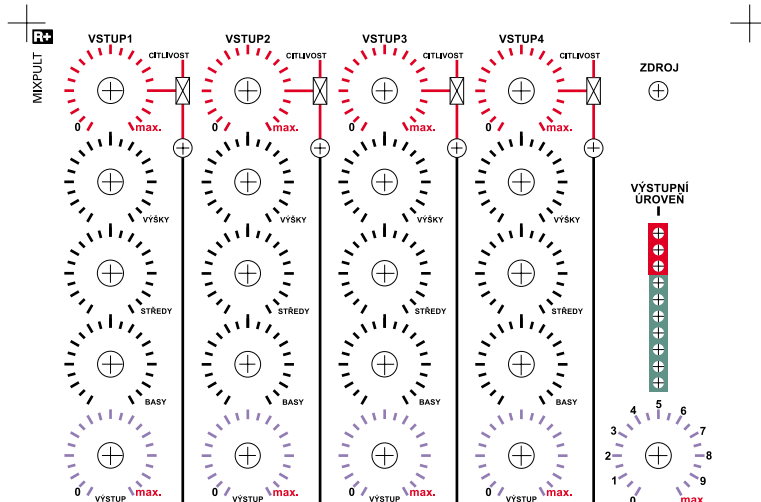 R+
MIXPULT
VSTUP1 VSTUP2 VSTUP3 VSTUP4
CITLIVOST CITLIVOST CITLIVOST CITLIVOST
ZDROJ
0 max. 0 max. 0 max. 0 max.
VÝŠKY VÝŠKY VÝŠKY VÝŠKY
VÝSTUPNÍ
ÚROVEŇ
STŘEDY STŘEDY STŘEDY STŘEDY
BASY BASY BASY BASY
0 VÝSTUP max. 0 VÝSTUP max. 0 VÝSTUP max. 0 VÝSTUP max.
0 1 2 3 4 5 6 7 8 9 max